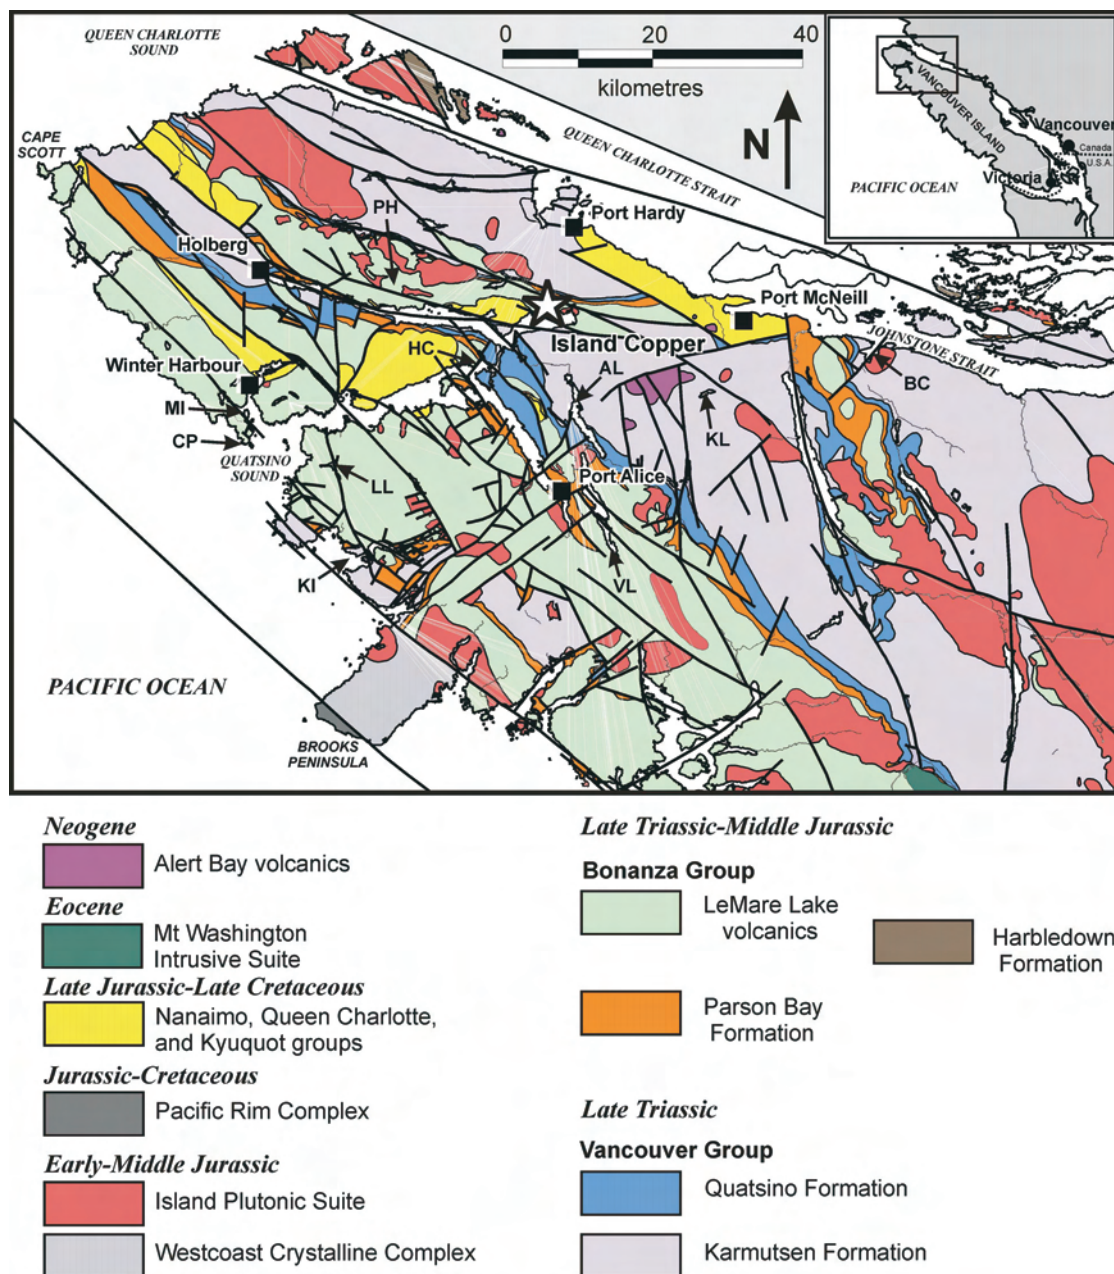 QUEEN CHARLOTTE
SOUND
0 20 40
kilometres
N
QUEEN CHARLOTTE STRAIT
VANCOUVER ISLAND
Vancouver
Canada
U.S.A.
Victoria
PACIFIC OCEAN
CAPE
SCOTT
PH
Port Hardy
Holberg
Port McNeill
Island Copper
JOHNSTONE STRAIT
HC
AL
BC
Winter Harbour
MI
CP
KL
QUATSINO
SOUND
LL
Port Alice
KI
VL
PACIFIC OCEAN
BROOKS
PENINSULA
Neogene
Alert Bay volcanics
Eocene
Mt Washington
Intrusive Suite
Late Jurassic-Late Cretaceous
Nanaimo, Queen Charlotte,
and Kyuquot groups
Jurassic-Cretaceous
Pacific Rim Complex
Early-Middle Jurassic
Island Plutonic Suite
Westcoast Crystalline Complex
Late Triassic-Middle Jurassic
Bonanza Group
LeMare Lake
volcanics
Harbledown
Formation
Parson Bay
Formation
Late Triassic
Vancouver Group
Quatsino Formation
Karmutsen Formation